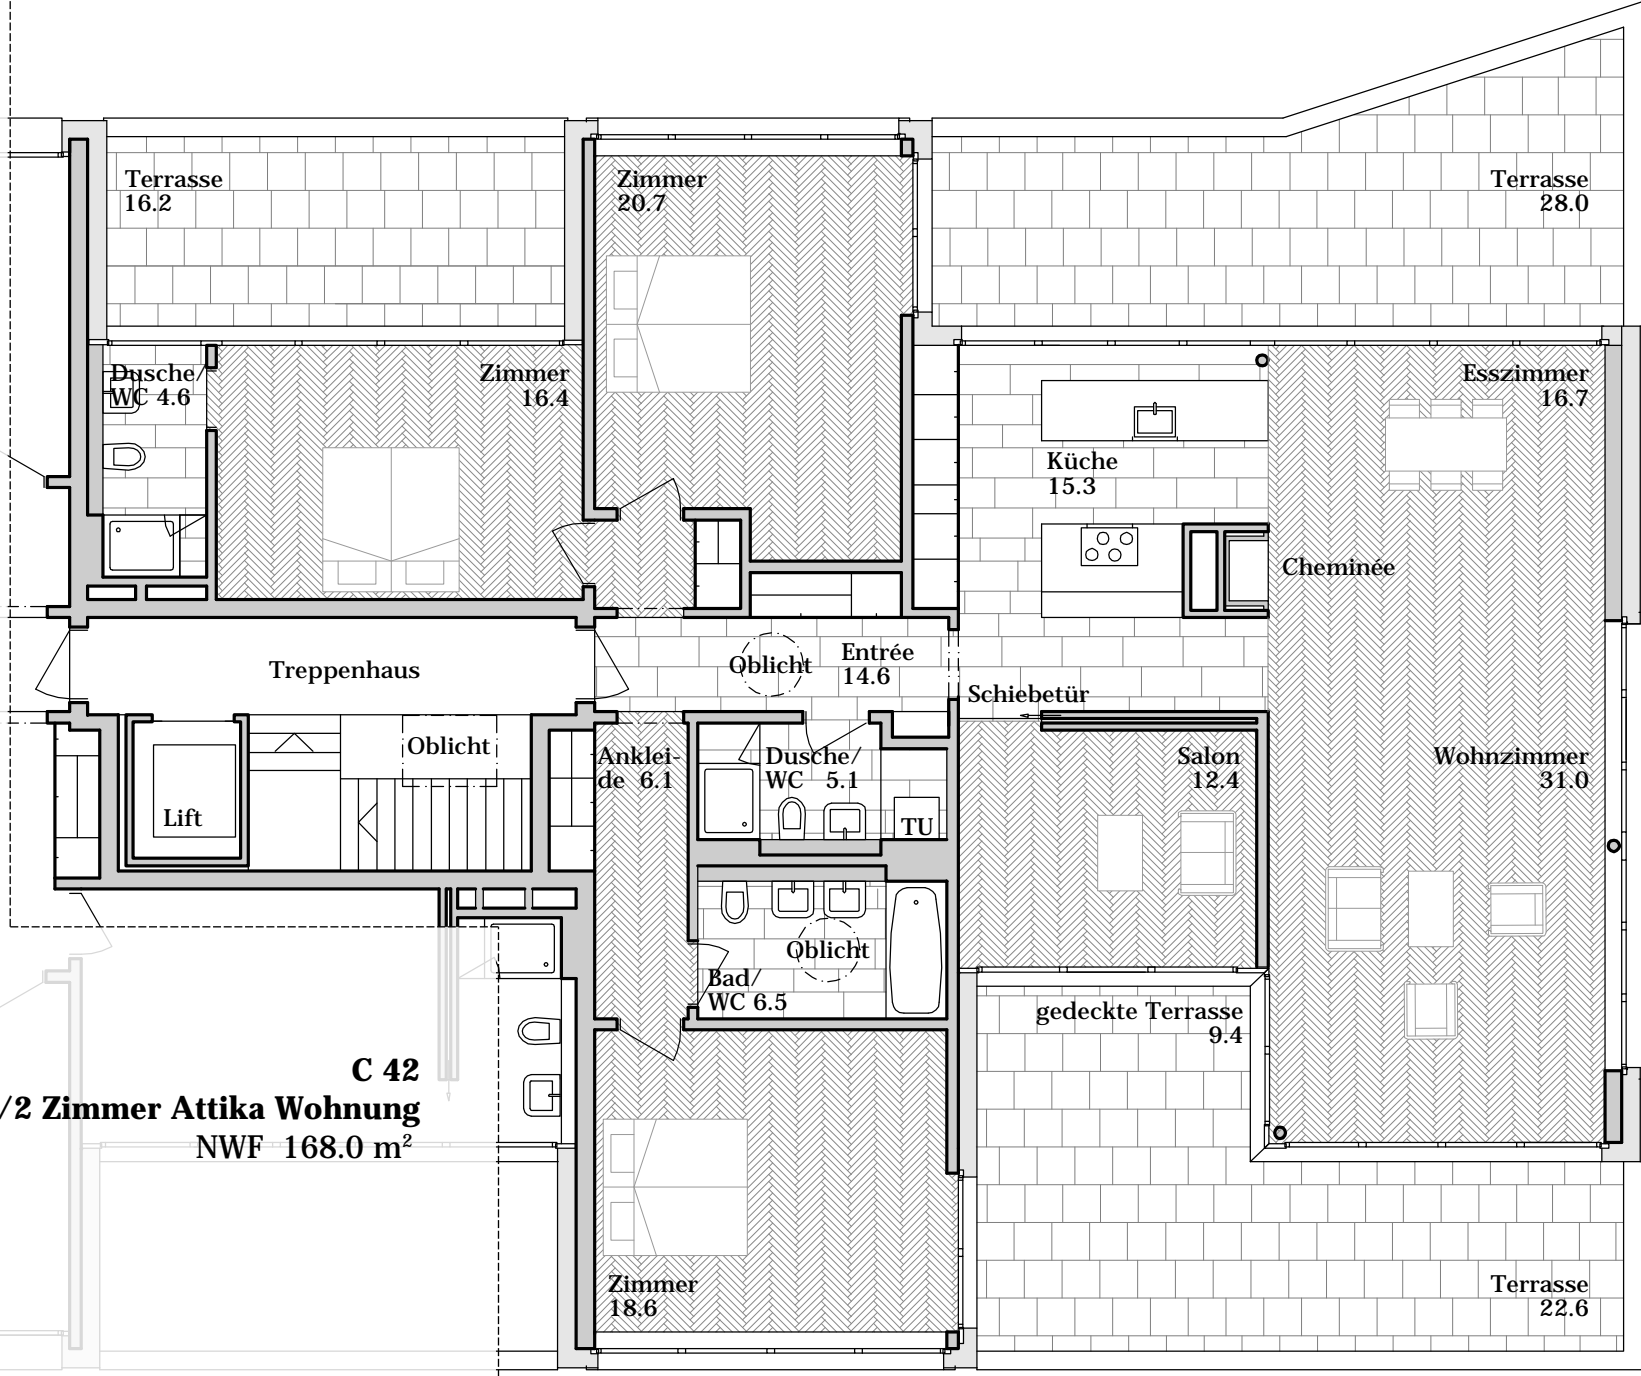 Terrasse
16.2
Zimmer
20.7
Terrasse
28.0
Dusche/
WC 4.6
Zimmer
16.4
Esszimmer
16.7
Küche
15.3
Cheminée
Treppenhaus
Oblicht
Entrée
14.6
Schiebetür
Oblicht
Lift
Anklei-
de 6.1
Dusche/
WC 5.1
TU
Salon
12.4
Wohnzimmer
31.0
Oblicht
Bad/
WC 6.5
gedeckte Terrasse
9.4
C 42
/2 Zimmer Attika Wohnung
NWF 168.0 m²
Zimmer
18.6
Terrasse
22.6